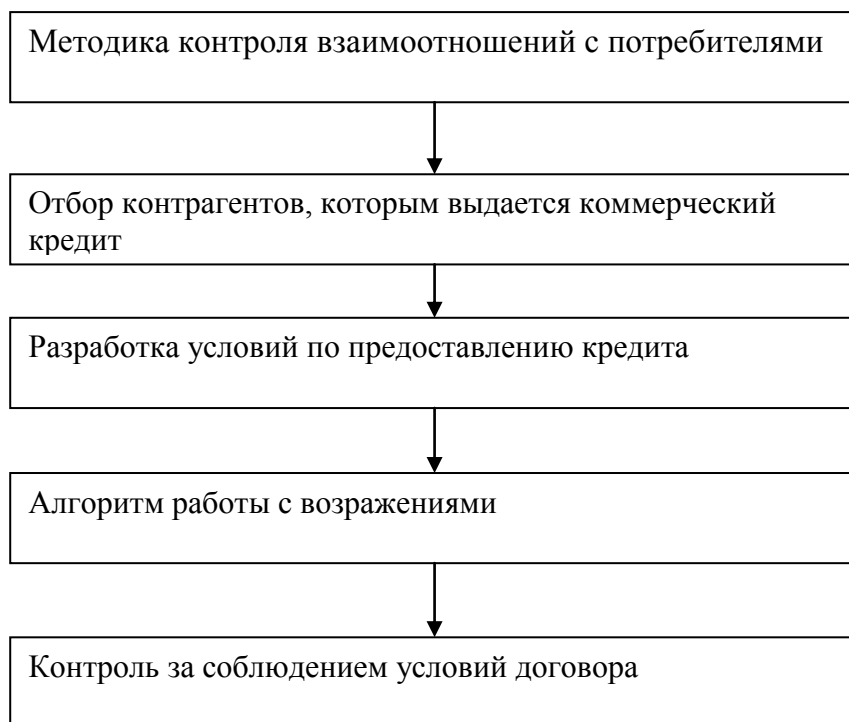 Методика контроля взаимоотношений с потребителями
Отбор контрагентов, которым выдается коммерческий
кредит
Разработка условий по предоставлению кредита
Алгоритм работы с возражениями
Контроль за соблюдением условий договора